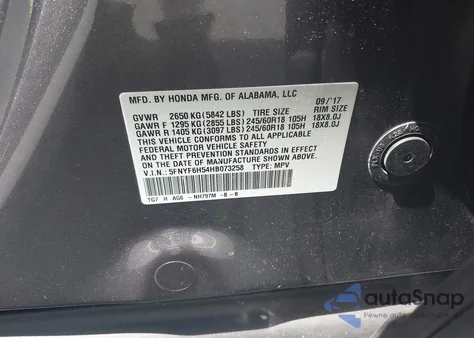 MFD. BY HONDA MFG. OF ALABAMA, LLC 09/'17
GVWR 2650 KG (5842 LBS) TIRE SIZE RIM SIZE
GAWR F 1295 KG (2855 LBS) 245/60R18 105H 18X8.0J
GAWR R 1405 KG (3097 LBS) 245/60R18 105H 18X8.0J
THIS VEHICLE CONFORMS TO ALL APPLICABLE
FEDERAL MOTOR VEHICLE SAFETY AND THEFT
PREVENTION STANDARDS IN EFFECT ON THE DATE
OF MANUFACTURE SHOWN ABOVE.
V.I.N.: 5FNYF6H54HB073258 TYPE: MPV
TG7 H AG6 -NH797M -B -B
autoSnap